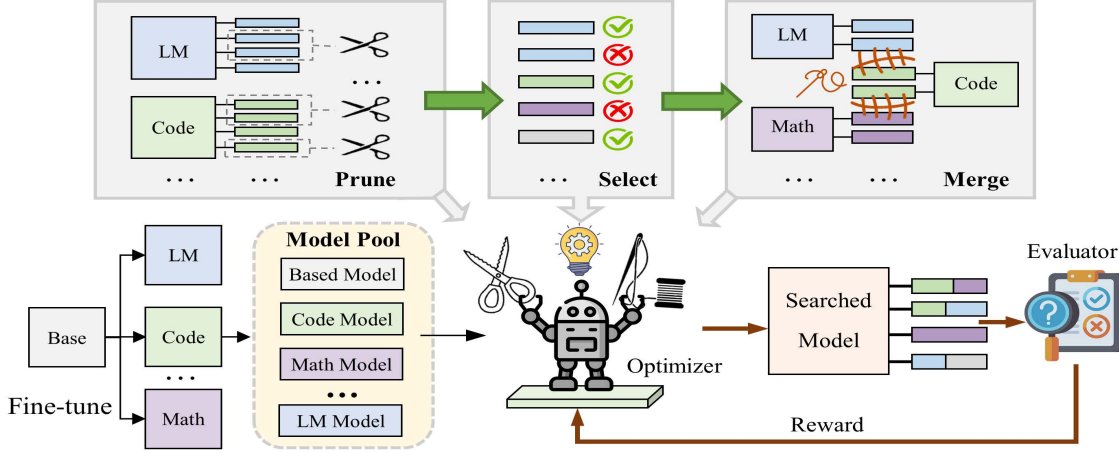 LM
Code
...
...
...
Prune
...
Select
LM
Code
Math
...
...
Merge
Base
Fine-tune
LM
Code
...
Math
Model Pool
Based Model
Code Model
Math Model
...
LM Model
Optimizer
Searched
Model
Evaluator
?
Reward